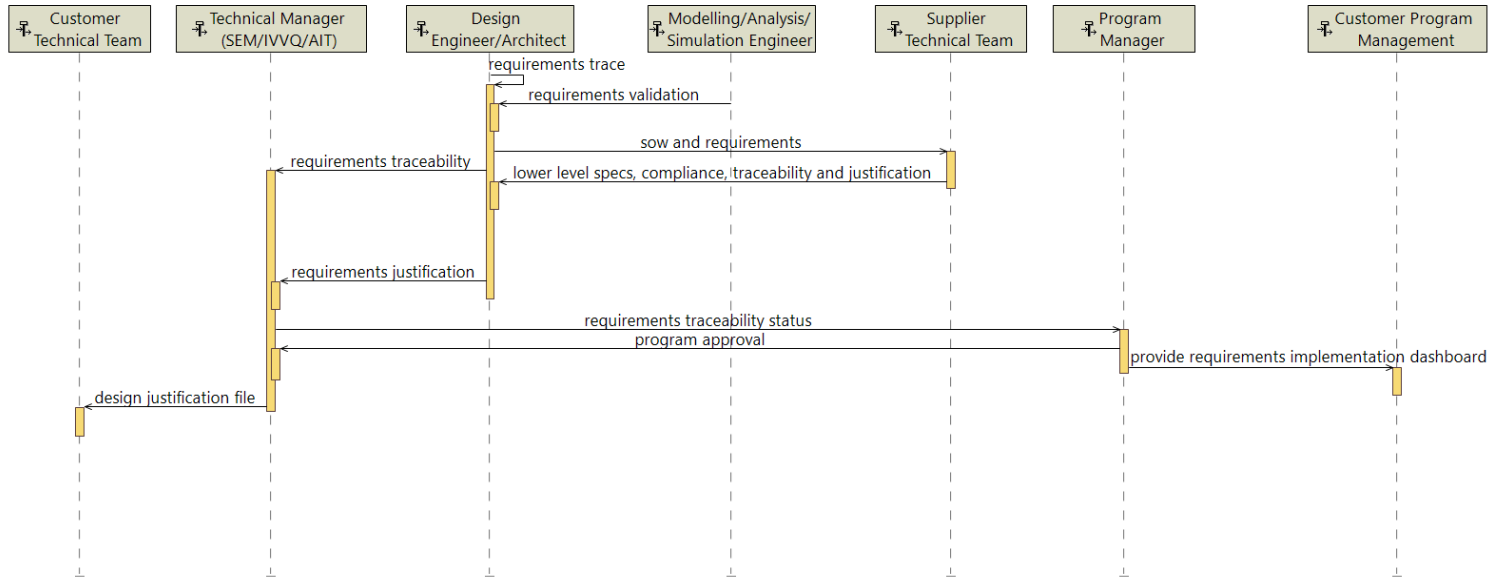 Customer
Technical Team
Technical Manager
(SEM/IVVQ/AIT)
Design
Engineer/Architect
Modelling/Analysis/
Simulation Engineer
Supplier
Technical Team
Program
Manager
Customer Program
Management
requirements trace
requirements validation
sow and requirements
requirements traceability
lower level specs, compliance, traceability and justification
requirements justification
requirements traceability status
program approval
provide requirements implementation dashboard
design justification file